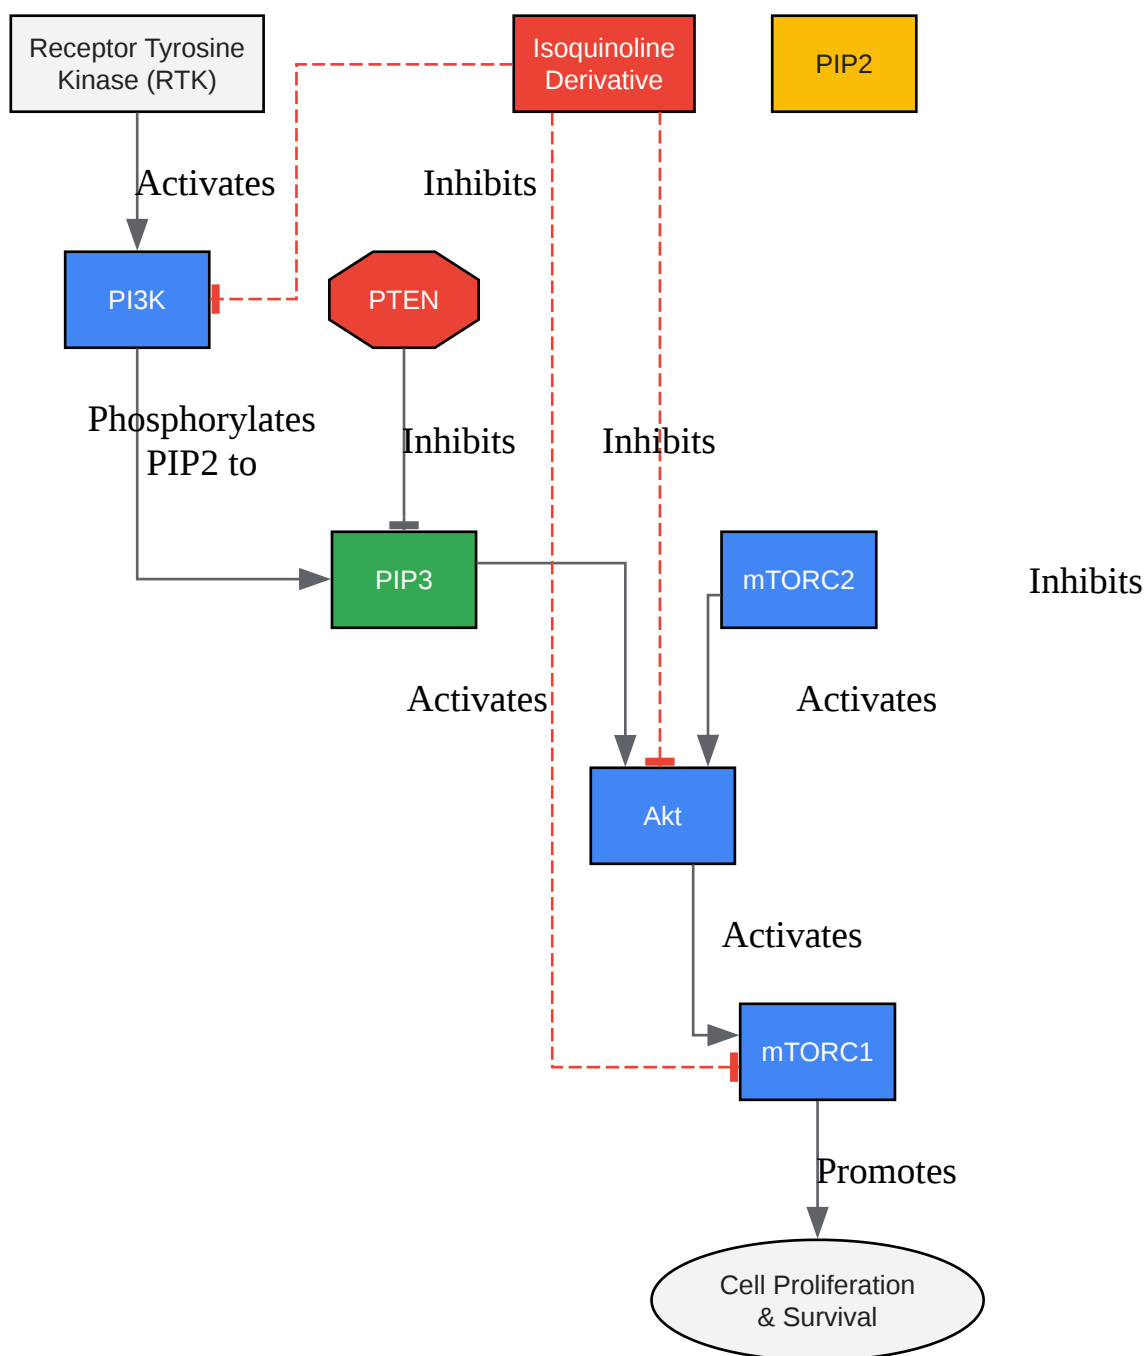 Receptor Tyrosine
Kinase (RTK)
Isoquinoline
Derivative
PIP2
Activates
Inhibits
PI3K
PTEN
Phosphorylates
PIP2 to
Inhibits
Inhibits
PIP3
mTORC2
Inhibits
Activates
Activates
Akt
Activates
mTORC1
Promotes
Cell Proliferation
& Survival